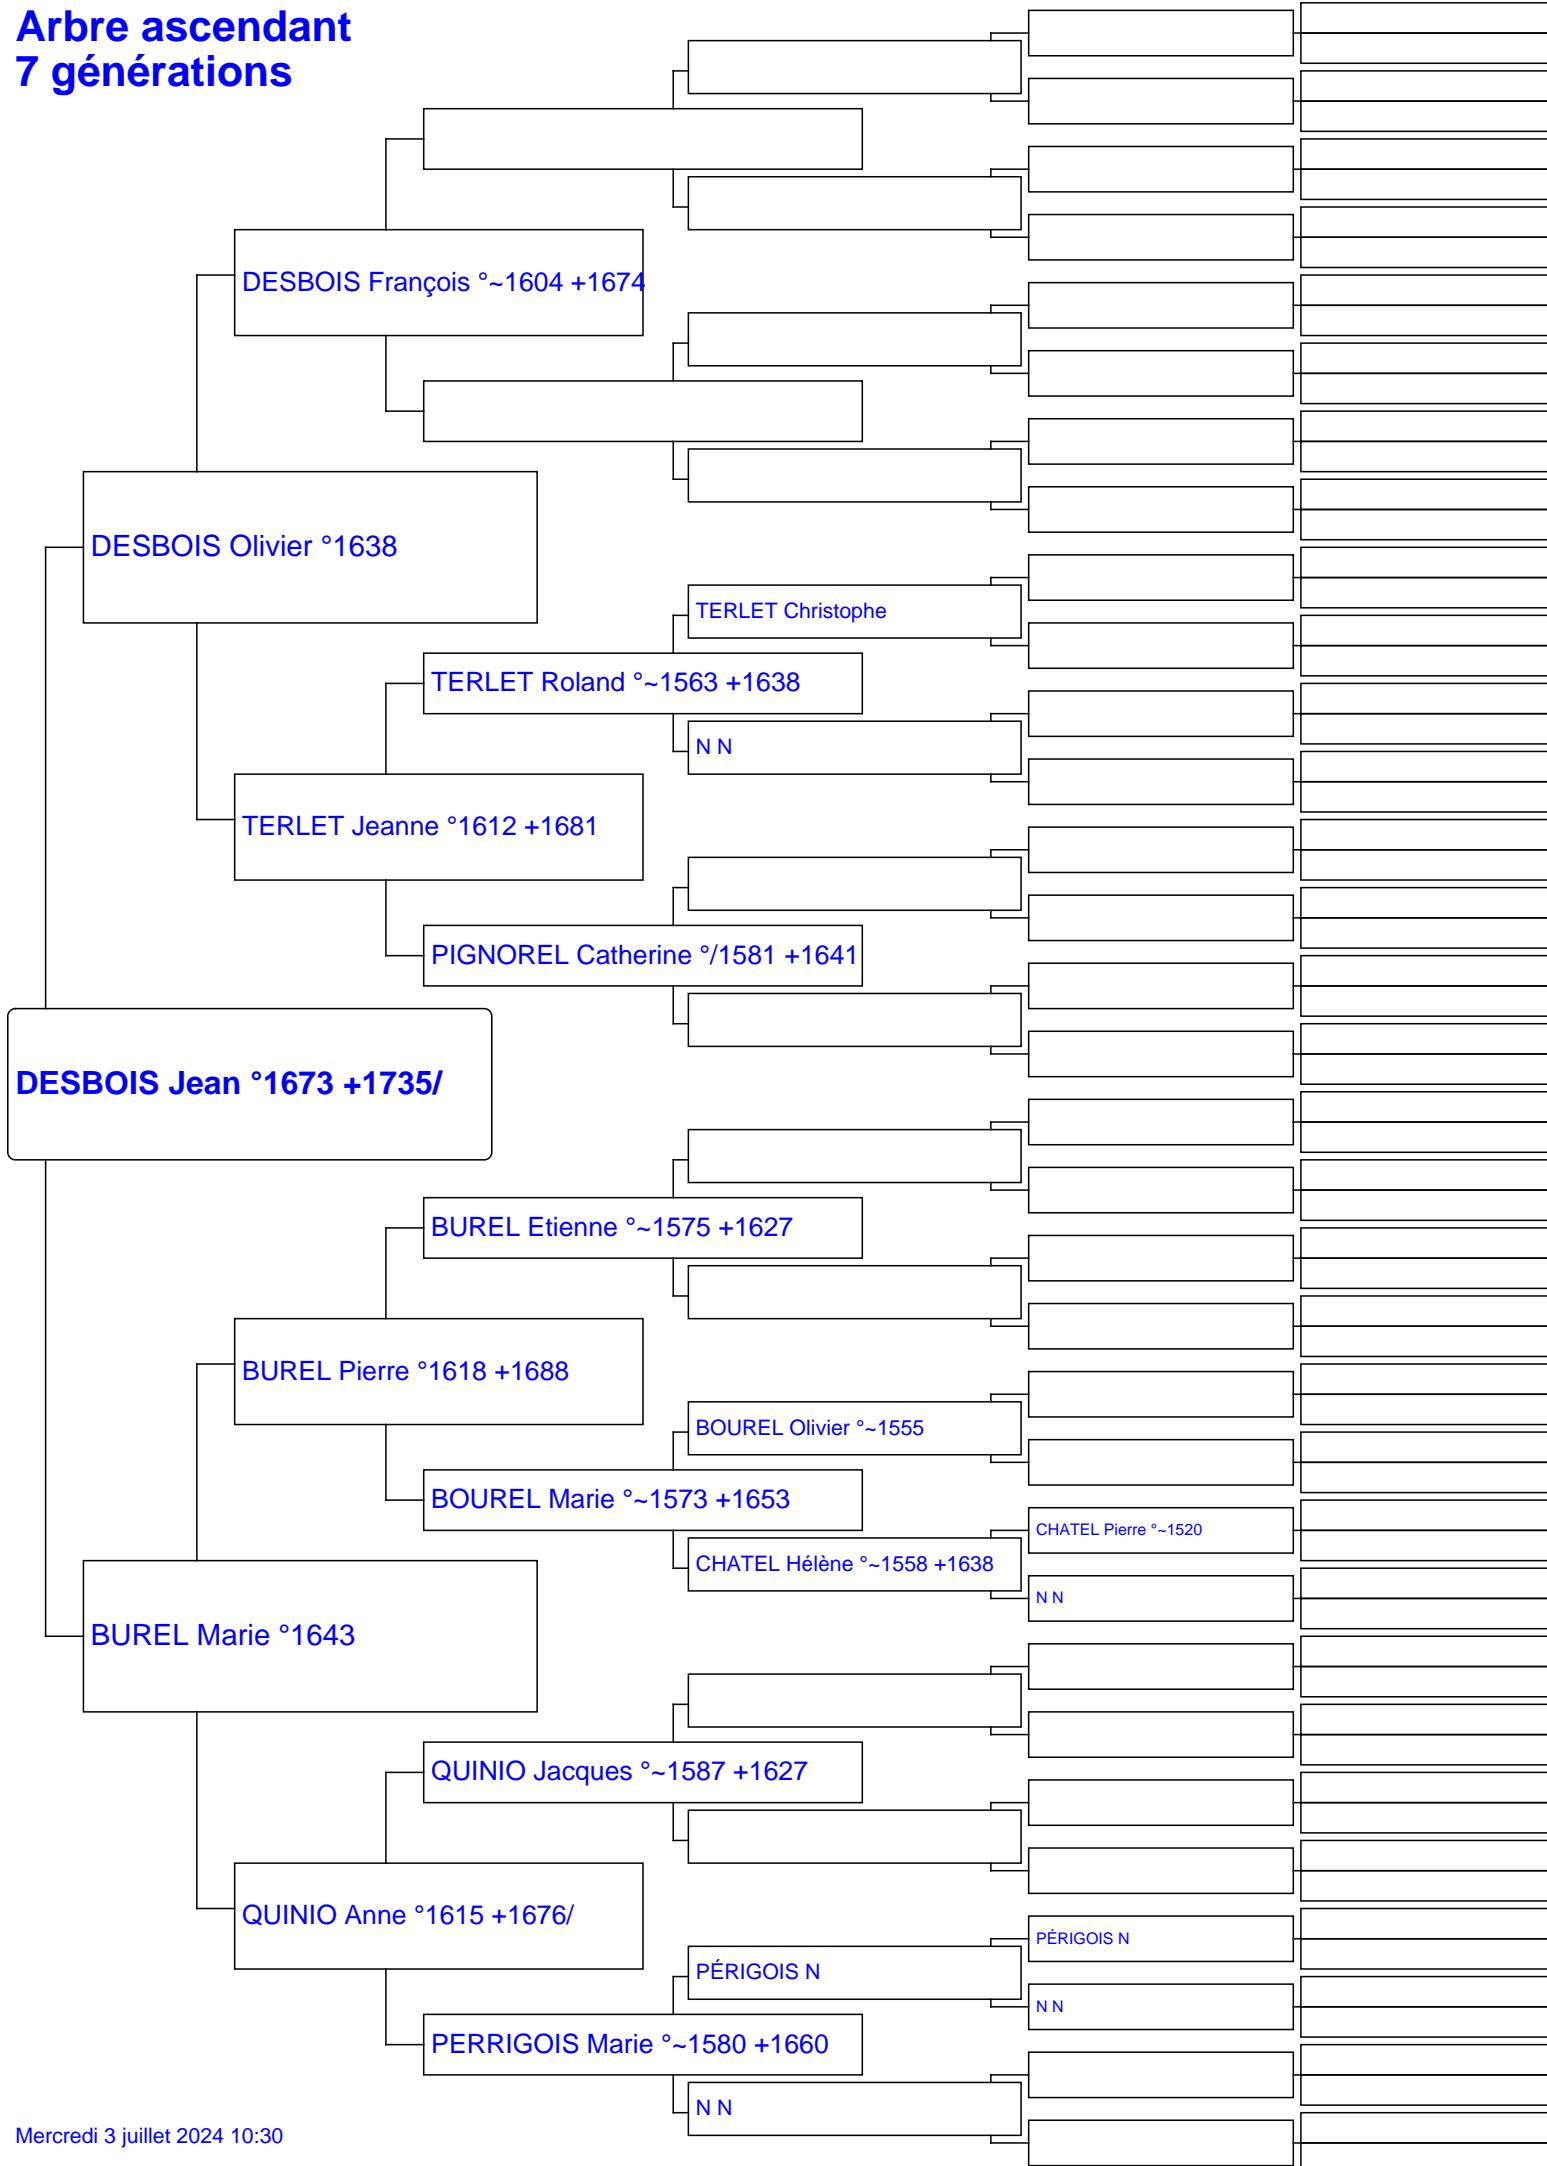 Arbre ascendant
7 générations
DESBOIS François °~1604 +1674
DESBOIS Olivier °1638
TERLET Christophe
TERLET Roland °~1563 +1638
N N
TERLET Jeanne °1612 +1681
PIGNOREL Catherine °/1581 +1641
DESBOIS Jean °1673 +1735/
BUREL Etienne °~1575 +1627
BUREL Pierre °1618 +1688
BOUREL Olivier °~1555
BOUREL Marie °~1573 +1653
CHATEL Pierre °~1520
CHATEL Hélène °~1558 +1638
N N
BUREL Marie °1643
QUINIO Jacques °~1587 +1627
QUINIO Anne °1615 +1676/
PÉRIGOIS N
PÉRIGOIS N
N N
PERRIGOIS Marie °~1580 +1660
N N
Mercredi 3 juillet 2024 10:30